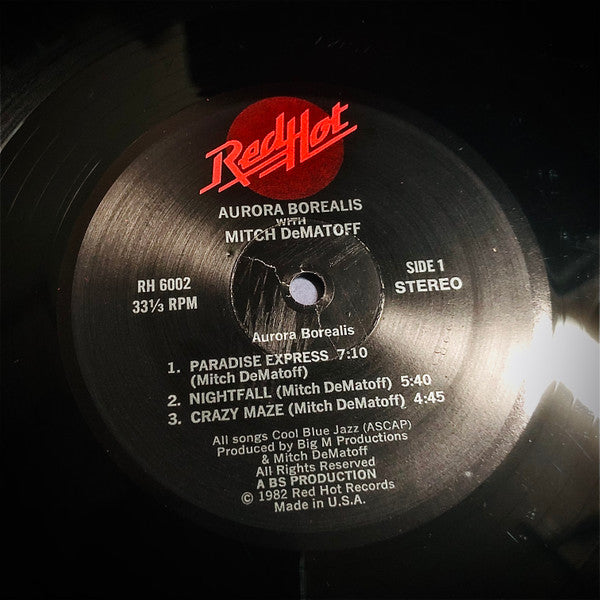 Red Hot
AURORA BOREALIS
WITH
MITCH DeMATOFF
RH 6002
33⅓ RPM
SIDE 1
STEREO
Aurora Borealis
1. PARADISE EXPRESS 7:10
(Mitch DeMatoff)
2. NIGHTFALL (Mitch DeMatoff) 5:40
3. CRAZY MAZE (Mitch DeMatoff) 4:45
All songs Cool Blue Jazz (ASCAP)
Produced by Big M Productions
& Mitch DeMatoff
All Rights Reserved
A BS PRODUCTION
© 1982 Red Hot Records
Made in U.S.A.